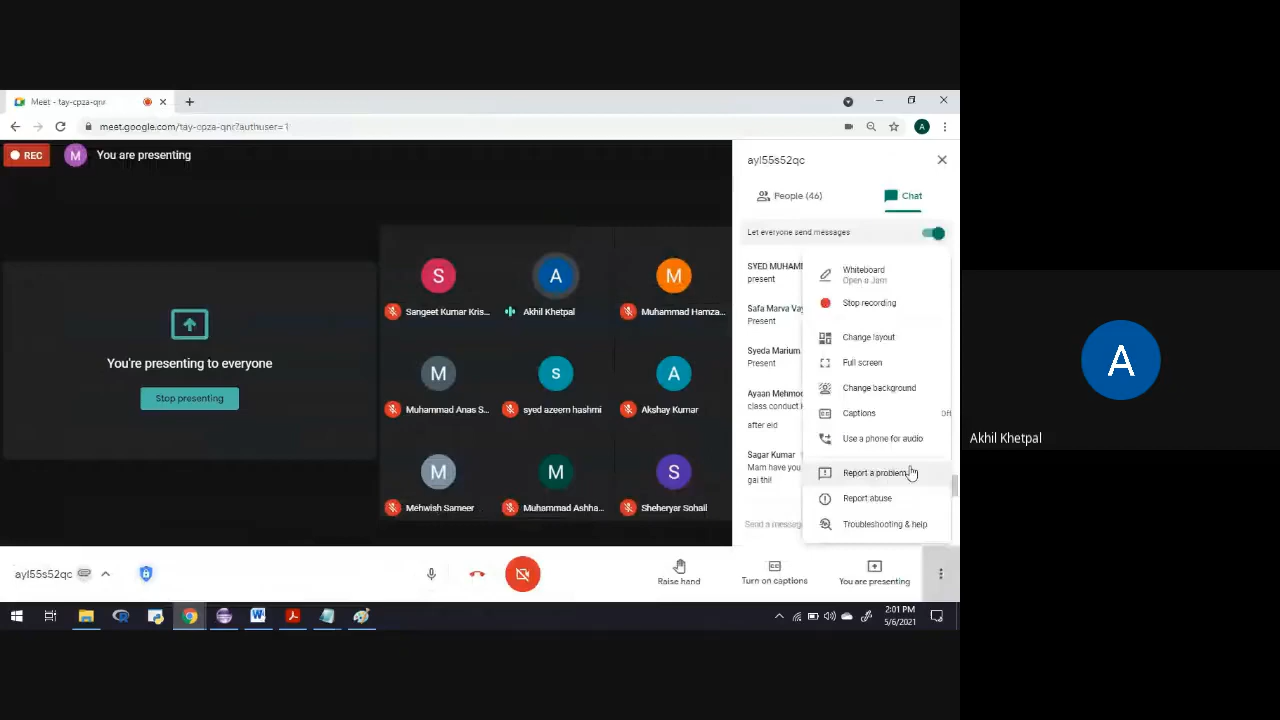 Meet - tay-cpza-qnr
meet.google.com/tay-cpza-qnr?authuser=1
A
REC
M
You are presenting
ayl55s52qc
People (46)
Chat
Let everyone send messages
You're presenting to everyone
Stop presenting
S
Sangeet Kumar Kris...
A
Akhil Khetpal
M
Muhammad Hamza...
M
Muhammad Anas S...
s
syed azeem hashmi
A
Akshay Kumar
M
Mehwish Sameer
M
Muhammad Ashha...
S
Sheheryar Sohail
SYED MUHAM
present
Safa Marva Vay
Present
Syeda Marium
Present
Ayaan Mehmo
class conduct
after eid
Sagar Kumar
Mam have you
gai thi!
Send a message
Whiteboard
Open a Jam
Stop recording
Change layout
Full screen
Change background
Captions
Off
Use a phone for audio
Report a problem
Report abuse
Troubleshooting & help
ayl55s52qc
Raise hand
Turn on captions
You are presenting
2:01 PM
5/6/2021
A
Akhil Khetpal